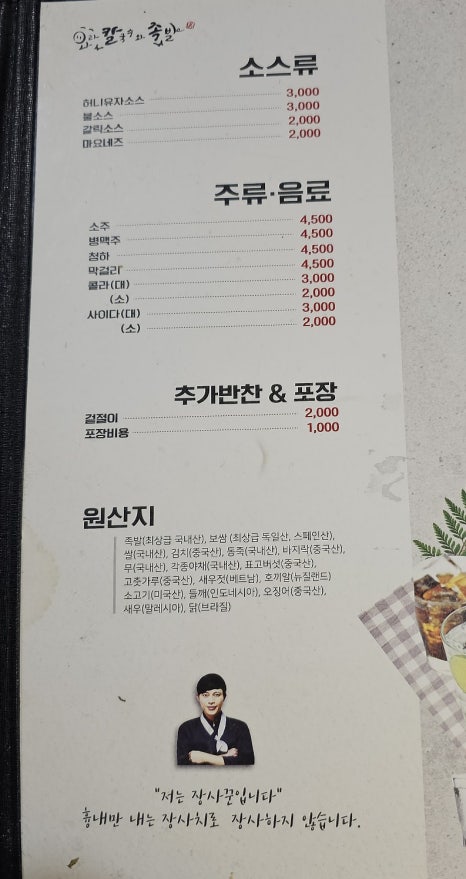 화라칼국수와 족발
소스류
허니유자소스 3,000
불소스 3,000
갈릭소스 2,000
마요네즈 2,000
주류·음료
소주 4,500
병맥주 4,500
청하 4,500
막걸리 4,500
콜라(대) 3,000
(소) 2,000
사이다(대) 3,000
(소) 2,000
추가반찬 & 포장
겉절이 2,000
포장비용 1,000
원산지
족발(최상급 국내산), 보쌈 (최상급 독일산, 스페인산),
쌀(국내산), 김치(중국산), 동죽(국내산), 바지락(중국산),
무(국내산), 각종야채(국내산), 표고버섯(중국산),
고춧가루(중국산), 새우젓(베트남), 호끼알(뉴질랜드)
소고기(미국산), 들깨(인도네시아), 오징어(중국산),
새우(말레시아), 닭(브라질)
"저는 장사꾼입니다"
흉내만 내는 장사치로 장사하지 않습니다.